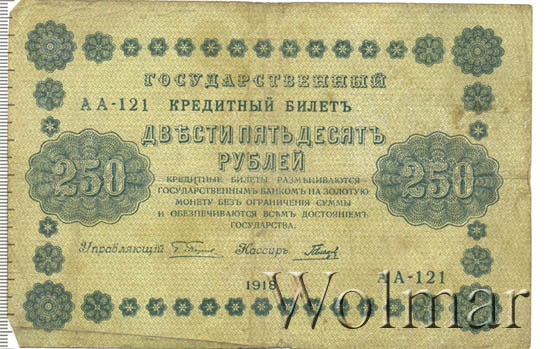 ГОСУДАРСТВЕННЫЙ
АА-121 КРЕДИТНЫЙ БИЛЕТЪ
ДВѢСТИ ПЯТЬДЕСЯТЪ
РУБЛЕЙ
250 250
КРЕДИТНЫЕ БИЛЕТЫ РАЗМѢНИВАЮТСЯ
ГОСУДАРСТВЕННЫМЪ БАНКОМЪ НА ЗОЛОТУЮ
МОНЕТУ БЕЗЪ ОГРАНИЧЕНІЯ СУММЫ
И ОБЕЗПЕЧИВАЮТСЯ ВСѢМЪ ДОСТОЯНІЕМЪ
ГОСУДАРСТВА.
Управляющій Кассиръ
АА-121
1918
Wolmar